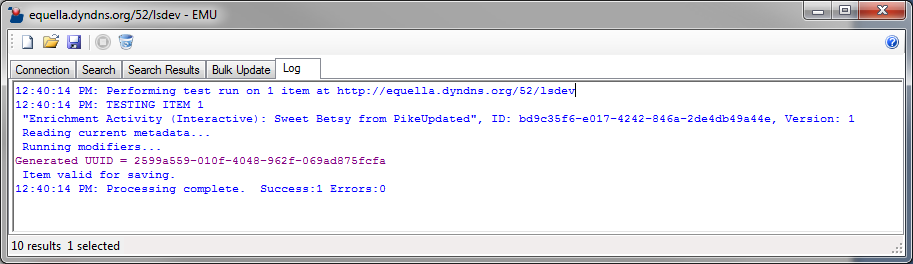 equella.dyndns.org/52/lsdev - EMU
Connection Search Search Results Bulk Update Log
12:40:14 PM: Performing test run on 1 item at http://equella.dyndns.org/52/lsdev
12:40:14 PM: TESTING ITEM 1
"Enrichment Activity (Interactive): Sweet Betsy from PikeUpdated", ID: bd9c35f6-e017-4242-846a-2de4db49a44e, Version: 1
Reading current metadata...
Running modifiers...
Generated UUID = 2599a559-010f-4048-962f-069ad875fcfa
Item valid for saving.
12:40:14 PM: Processing complete.  Success:1 Errors:0
10 results  1 selected